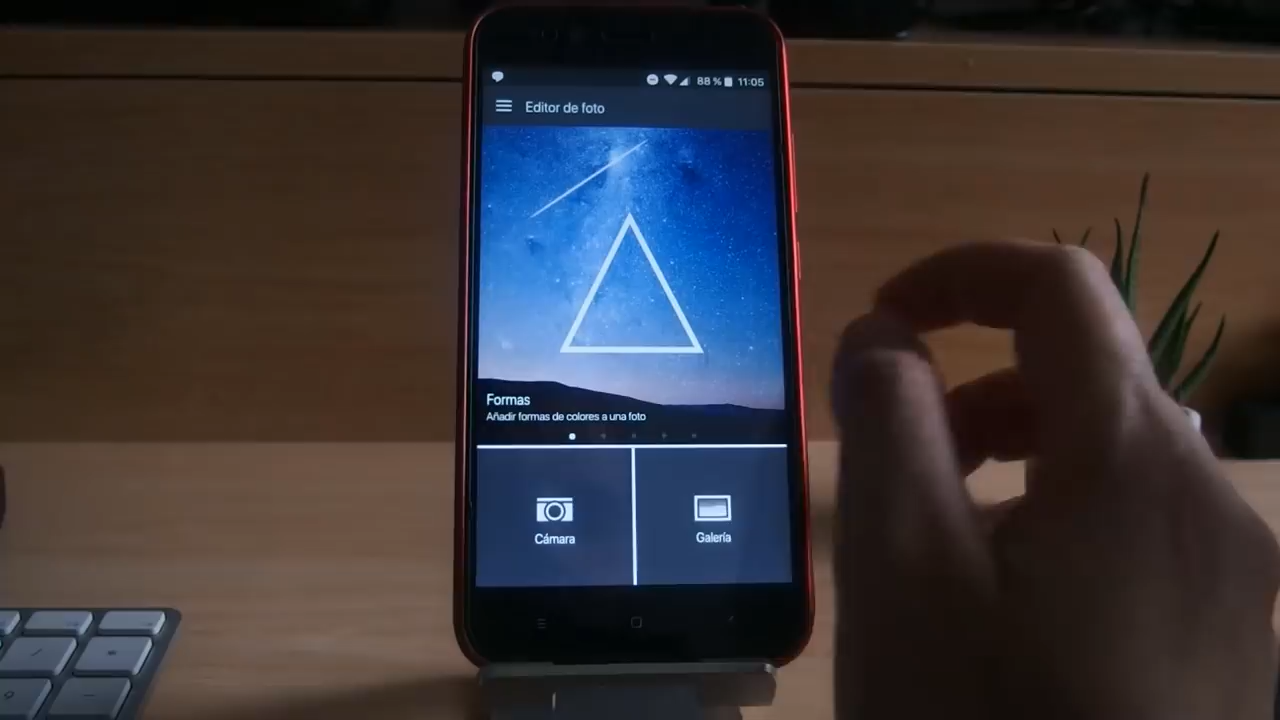 88 % 11:05
Editor de foto
Formas
Añadir formas de colores a una foto
Cámara
Galería